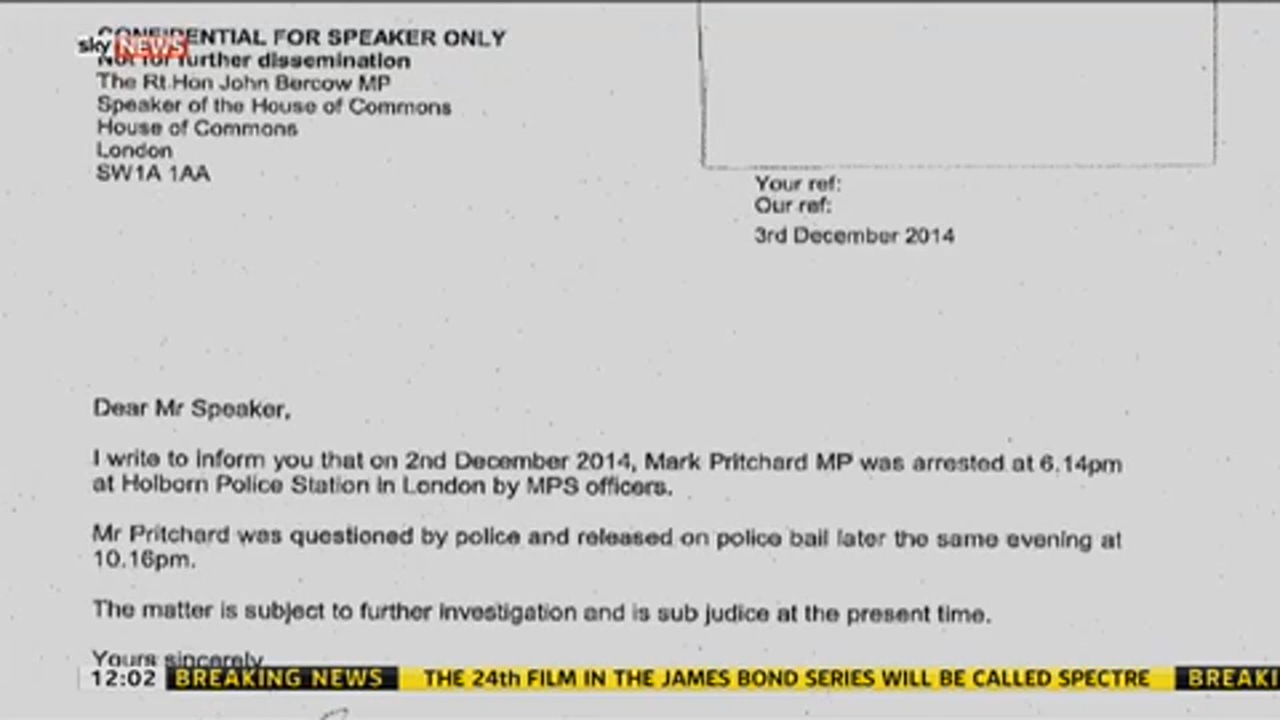 CONFIDENTIAL FOR SPEAKER ONLY
sky NEWS
Not for further dissemination
The Rt Hon John Bercow MP
Speaker of the House of Commons
House of Commons
London
SW1A 1AA
Your ref:
Our ref:
3rd December 2014
Dear Mr Speaker,
I write to inform you that on 2nd December 2014, Mark Pritchard MP was arrested at 6.14pm
at Holborn Police Station in London by MPS officers.
Mr Pritchard was questioned by police and released on police bail later the same evening at
10.16pm.
The matter is subject to further investigation and is sub judice at the present time.
Yours sincerely
12:02 BREAKING NEWS THE 24th FILM IN THE JAMES BOND SERIES WILL BE CALLED SPECTRE BREAKI